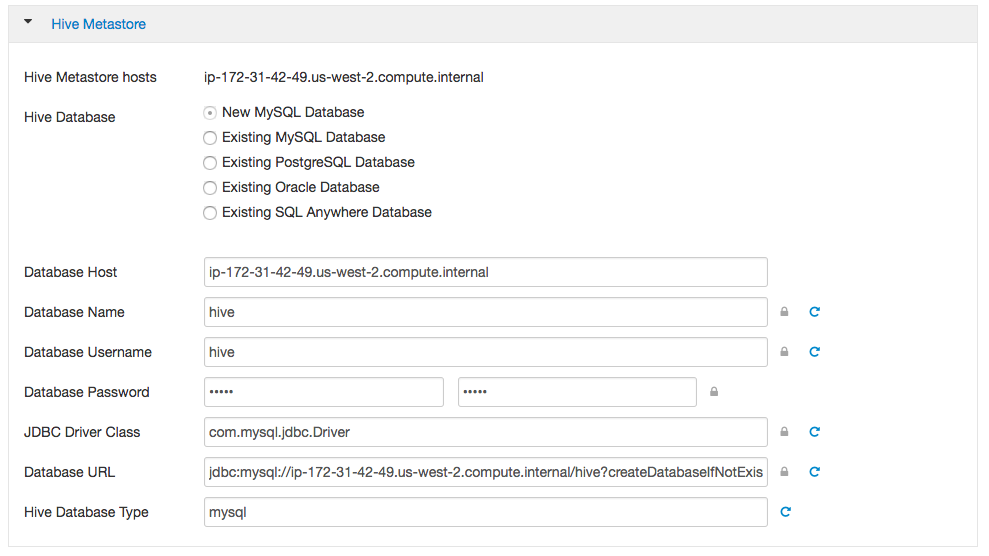 Hive Metastore
Hive Metastore hosts ip-172-31-42-49.us-west-2.compute.internal
Hive Database
New MySQL Database
Existing MySQL Database
Existing PostgreSQL Database
Existing Oracle Database
Existing SQL Anywhere Database
Database Host ip-172-31-42-49.us-west-2.compute.internal
Database Name hive
Database Username hive
Database Password ••••• •••••
JDBC Driver Class com.mysql.jdbc.Driver
Database URL jdbc:mysql://ip-172-31-42-49.us-west-2.compute.internal/hive?createDatabaseIfNotExis
Hive Database Type mysql